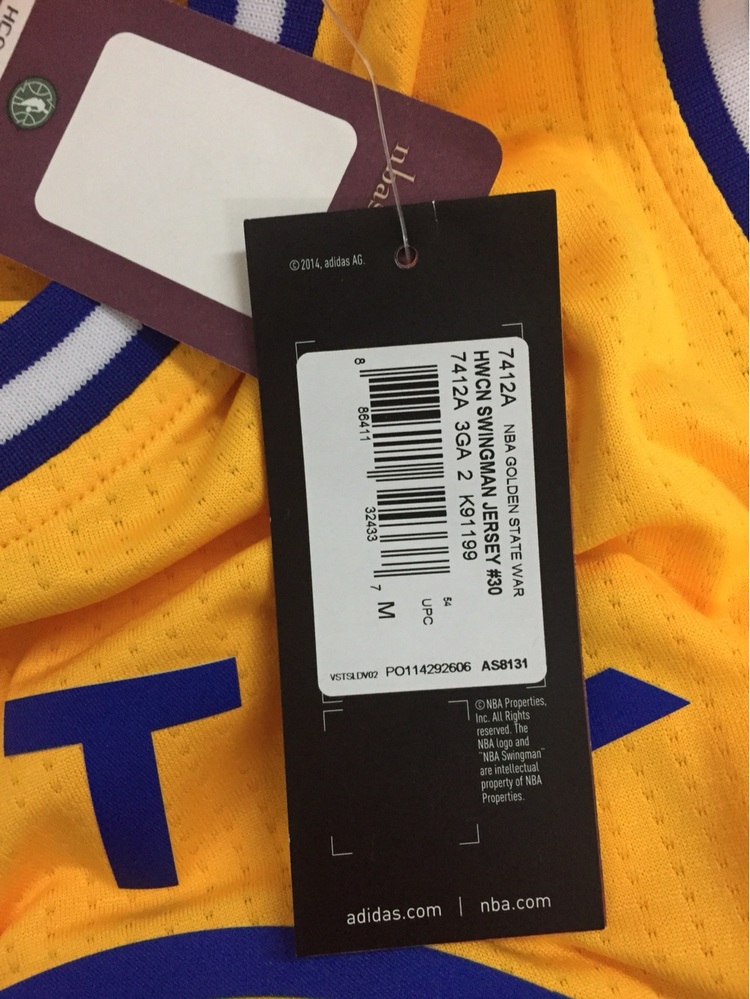 HCO
nbas
© 2014, adidas AG.
7412A NBA GOLDEN STATE WAR
HWCN SWINGMAN JERSEY #30
7412A 3GA 2 K91199
8 86411 32433 7
54
UPC
M
VSTSLDV02 PO114292606 AS8131
© NBA Properties,
Inc. All Rights
reserved. The
NBA logo and
"NBA Swingman"
are intellectual
property of NBA
Properties.
adidas.com | nba.com
T